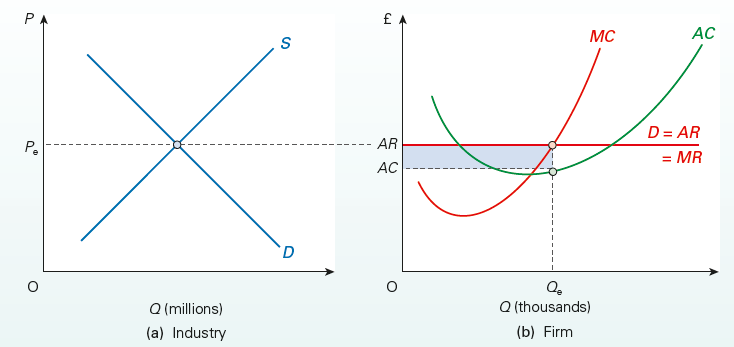 P
S
Pe
D
O
Q (millions)
(a) Industry
£
MC
AC
D = AR
= MR
AR
AC
O
Qe
Q (thousands)
(b) Firm